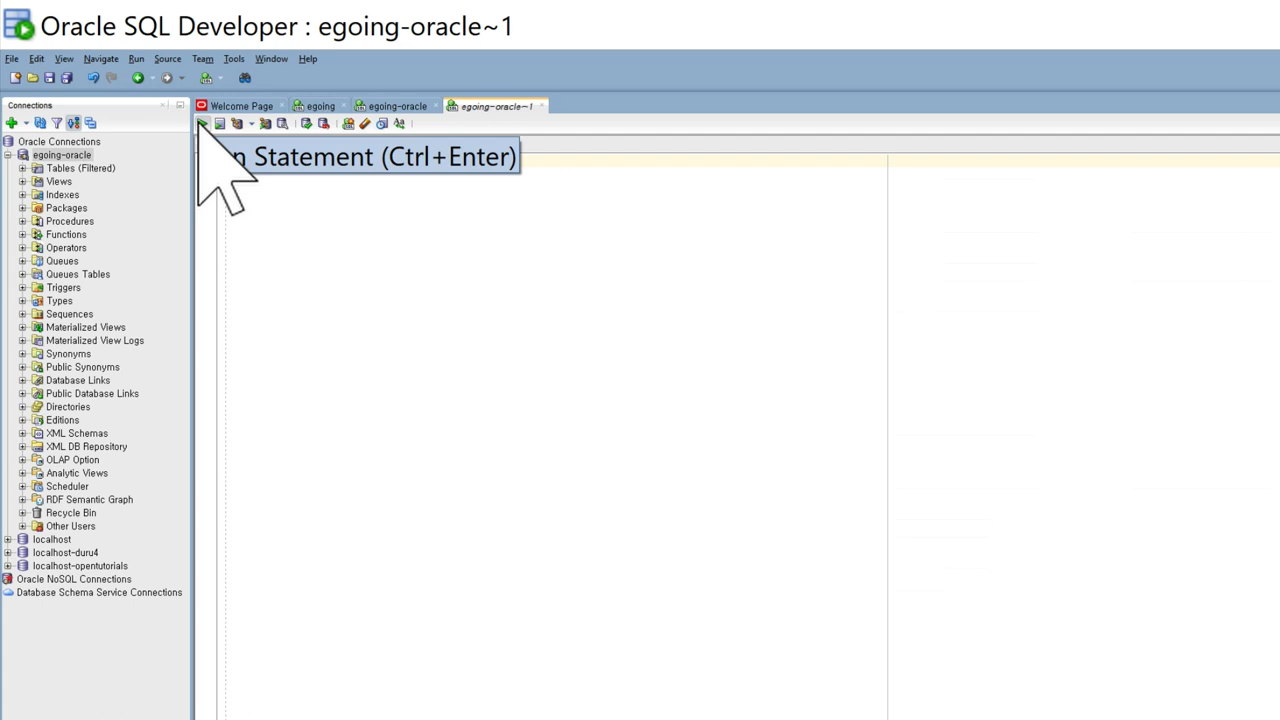 Oracle SQL Developer : egoing-oracle~1
File Edit View Navigate Run Source Team Tools Window Help
Connections
Welcome Page egoing egoing-oracle egoing-oracle~1
Statement (Ctrl+Enter)
Oracle Connections
egoing-oracle
Tables (Filtered)
Views
Indexes
Packages
Procedures
Functions
Operators
Queues
Queues Tables
Triggers
Types
Sequences
Materialized Views
Materialized View Logs
Synonyms
Public Synonyms
Database Links
Public Database Links
Directories
Editions
XML Schemas
XML DB Repository
OLAP Option
Analytic Views
Scheduler
RDF Semantic Graph
Recycle Bin
Other Users
localhost
localhost-duru4
localhost-opentutorials
Oracle NoSQL Connections
Database Schema Service Connections